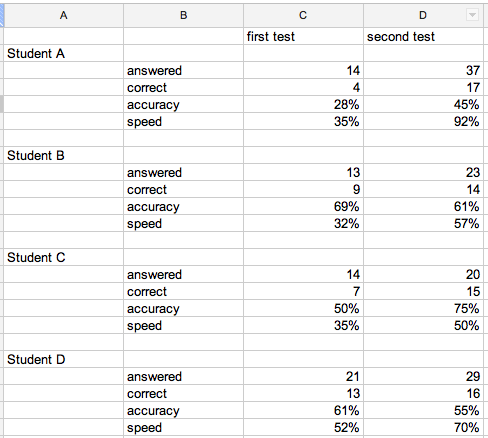 A B C D
first test second test
Student A
answered 14 37
correct 4 17
accuracy 28% 45%
speed 35% 92%
Student B
answered 13 23
correct 9 14
accuracy 69% 61%
speed 32% 57%
Student C
answered 14 20
correct 7 15
accuracy 50% 75%
speed 35% 50%
Student D
answered 21 29
correct 13 16
accuracy 61% 55%
speed 52% 70%